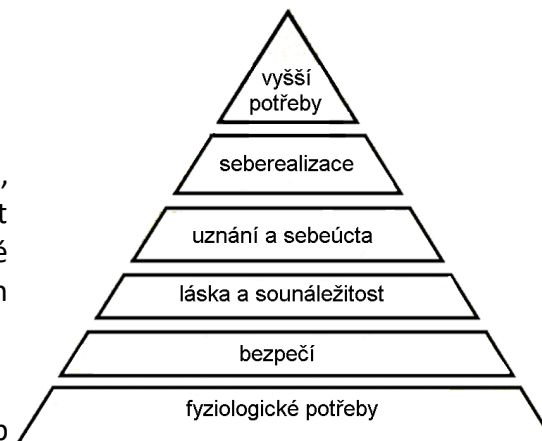 vyšší
potřeby
seberealizace
,
t
uznání a sebeúcta
é
láska a sounáležitost
bezpečí
fyziologické potřeby